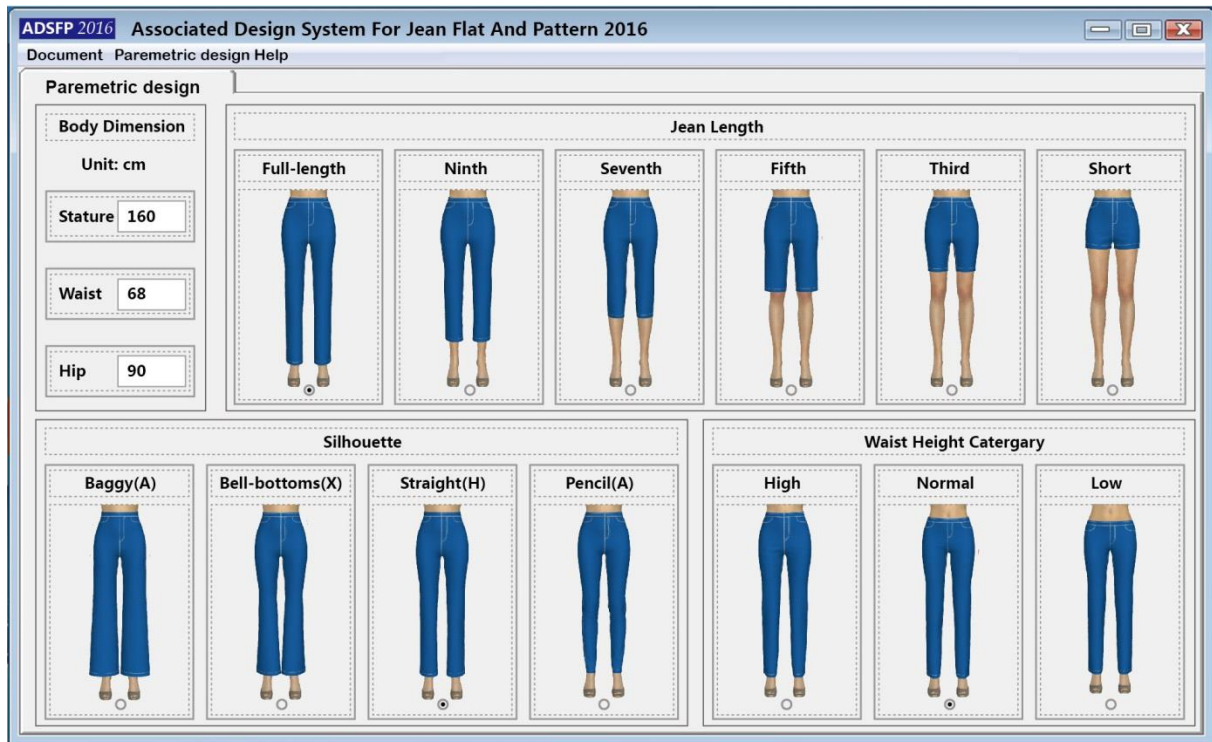 ADSFP 2016 Associated Design System For Jean Flat And Pattern 2016
Document Paremetric design Help
Paremetric design
Body Dimension
Unit: cm
Stature 160
Waist 68
Hip 90
Jean Length
Full-length Ninth Seventh Fifth Third Short
Silhouette
Baggy(A) Bell-bottoms(X) Straight(H) Pencil(A)
Waist Height Catergary
High Normal Low